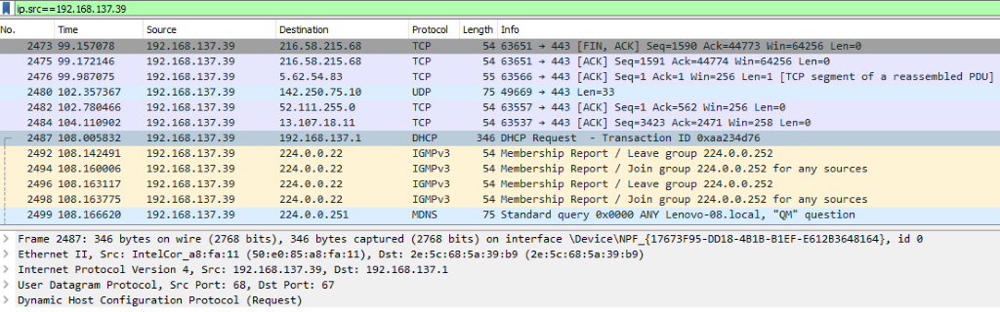 ip.src==192.168.137.39
No. Time Source Destination Protocol Length Info
2473 99.157078 192.168.137.39 216.58.215.68 TCP 54 63651 → 443 [FIN, ACK] Seq=1590 Ack=44773 Win=64256 Len=0
2475 99.172146 192.168.137.39 216.58.215.68 TCP 54 63651 → 443 [ACK] Seq=1591 Ack=44774 Win=64256 Len=0
2476 99.987075 192.168.137.39 5.62.54.83 TCP 55 63566 → 443 [ACK] Seq=1 Ack=1 Win=256 Len=1 [TCP segment of a reassembled PDU]
2480 102.357367 192.168.137.39 142.250.75.10 UDP 75 49669 → 443 Len=33
2483 102.780466 192.168.137.39 52.111.255.0 TCP 54 63557 → 443 [ACK] Seq=1 Ack=562 Win=256 Len=0
2484 104.110902 192.168.137.39 13.107.18.11 TCP 54 63537 → 443 [ACK] Seq=3423 Ack=2471 Win=258 Len=0
2487 108.005832 192.168.137.39 192.168.137.1 DHCP 346 DHCP Request - Transaction ID 0xaa234d76
2492 108.142491 192.168.137.39 224.0.0.22 IGMPv3 54 Membership Report / Leave group 224.0.0.252
2494 108.160006 192.168.137.39 224.0.0.22 IGMPv3 54 Membership Report / Join group 224.0.0.252 for any sources
2496 108.163117 192.168.137.39 224.0.0.22 IGMPv3 54 Membership Report / Leave group 224.0.0.252
2498 108.163775 192.168.137.39 224.0.0.22 IGMPv3 54 Membership Report / Join group 224.0.0.252 for any sources
2499 108.166620 192.168.137.39 224.0.0.251 MDNS 75 Standard query 0x0000 ANY Lenovo-08.local, "QM" question
Frame 2487: 346 bytes on wire (2768 bits), 346 bytes captured (2768 bits) on interface \Device\NPF_{17673F95-DD18-4B1B-B1EF-E612B3648164}, id 0
Ethernet II, Src: IntelCor_a8:fa:11 (50:e0:85:a8:fa:11), Dst: 2e:5c:68:5a:39:b9 (2e:5c:68:5a:39:b9)
Internet Protocol Version 4, Src: 192.168.137.39, Dst: 192.168.137.1
User Datagram Protocol, Src Port: 68, Dst Port: 67
Dynamic Host Configuration Protocol (Request)